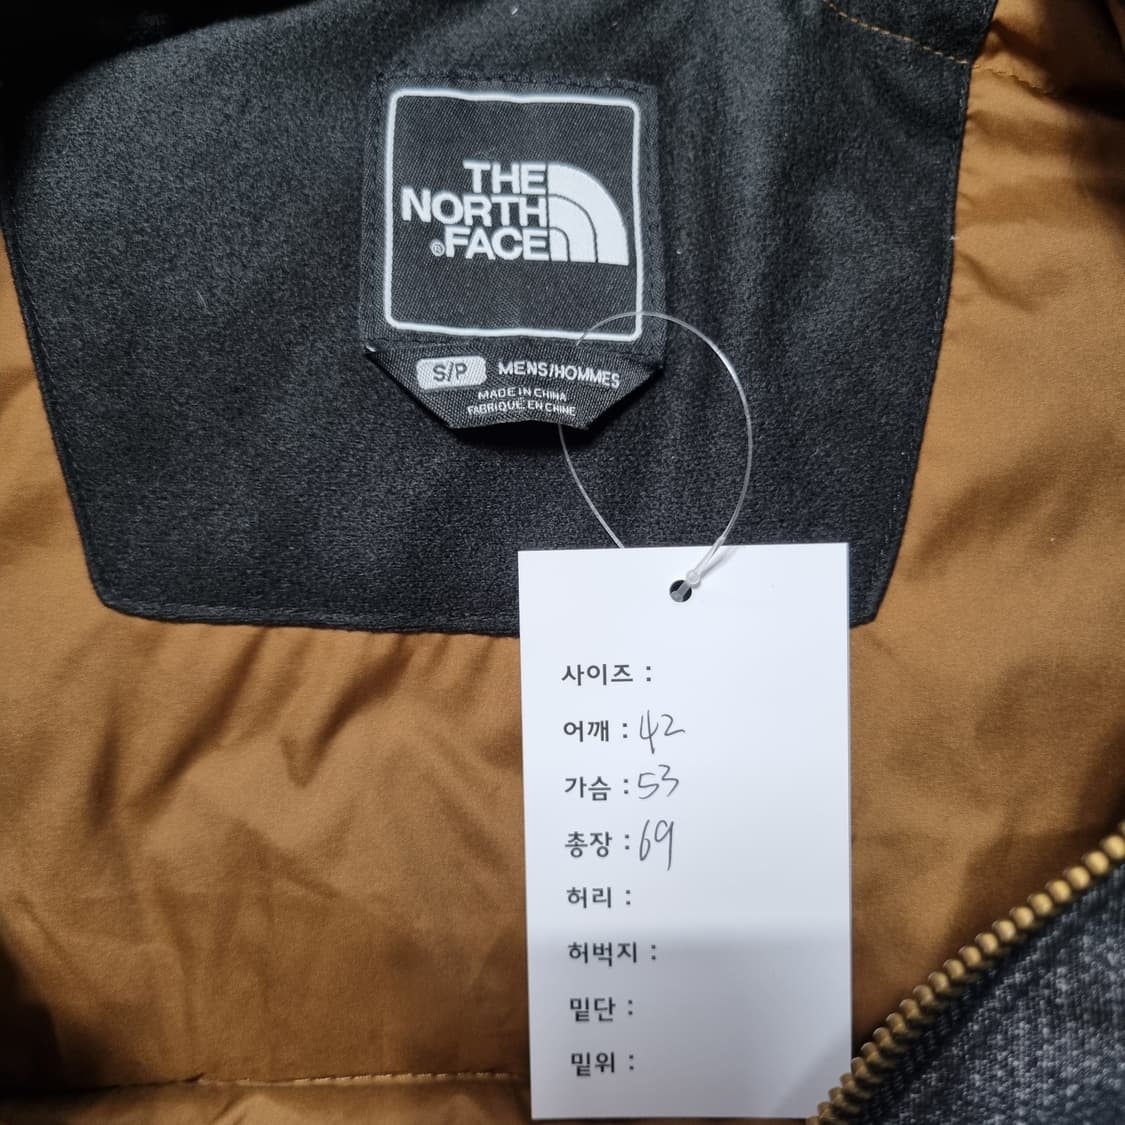 THE
NORTH
®FACE
S/P MENS/HOMMES
MADE IN CHINA
FABRIQUÉ EN CHINE
사이즈 :
어깨 : 42
가슴 : 53
총장 : 69
허리 :
허벅지 :
밑단 :
밑위 :